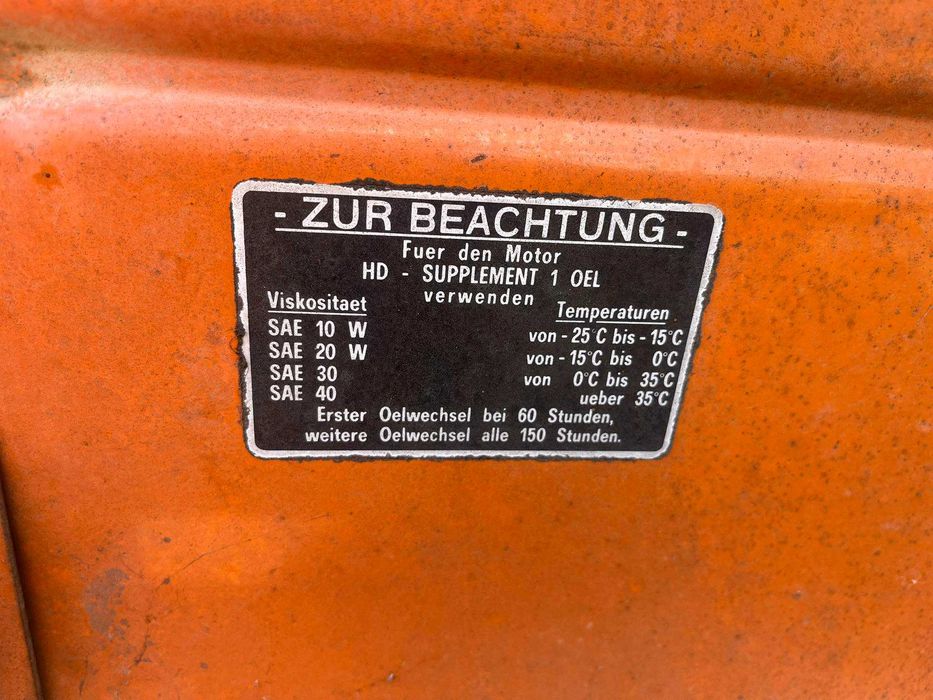 - ZUR BEACHTUNG -
Fuer den Motor
HD - SUPPLEMENT 1 OEL
verwenden
Viskositaet Temperaturen
SAE 10 W von - 25°C bis - 15°C
SAE 20 W von - 15°C bis 0°C
SAE 30 von 0°C bis 35°C
SAE 40 ueber 35°C
Erster Oelwechsel bei 60 Stunden,
weitere Oelwechsel alle 150 Stunden.